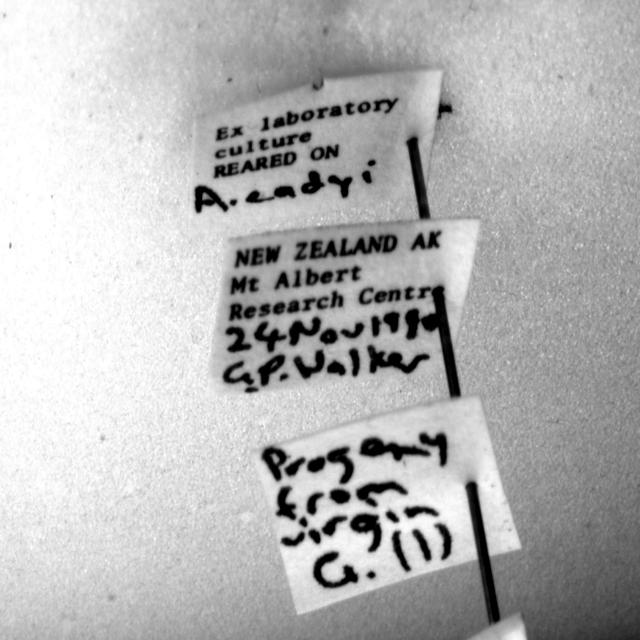 Ex laboratory
culture
REARED ON
A. eadyi
NEW ZEALAND AK
Mt Albert
Research Centre
24 Nov 1990
G.P. Walker
Progeny
from
virgin
G. (1)